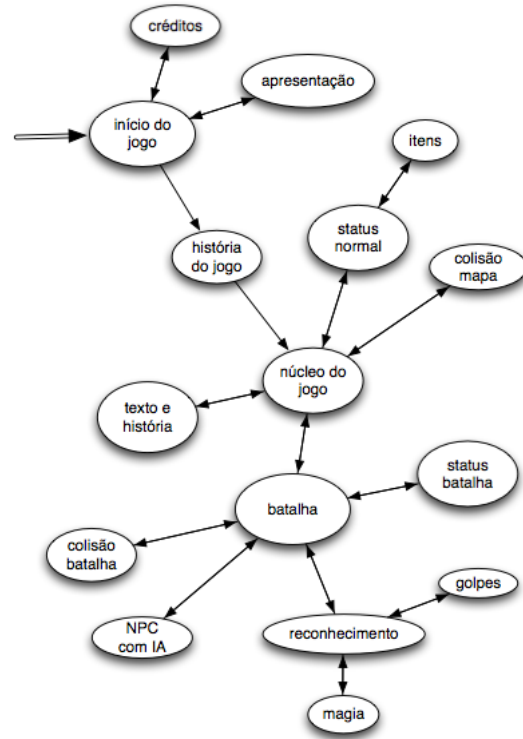 créditos
apresentação
início do
jogo
itens
status
normal
história
do jogo
colisão
mapa
núcleo do
jogo
texto e
história
status
batalha
batalha
colisão
batalha
golpes
NPC
com IA
reconhecimento
magia